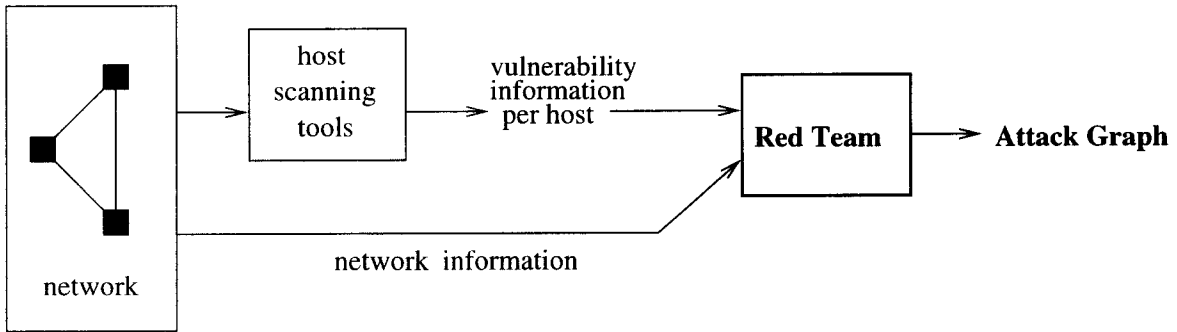 host
scanning
tools
vulnerability
information
per host
Red Team
Attack Graph
network information
network